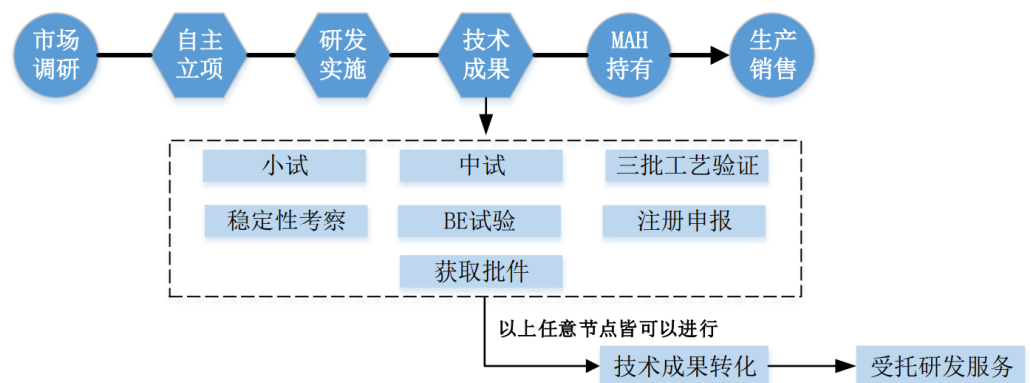 市场
调研
自主
立项
研发
实施
技术
成果
MAH
持有
生产
销售
小试
中试
三批工艺验证
稳定性考察
BE试验
注册申报
获取批件
以上任意节点皆可以进行
技术成果转化
受托研发服务